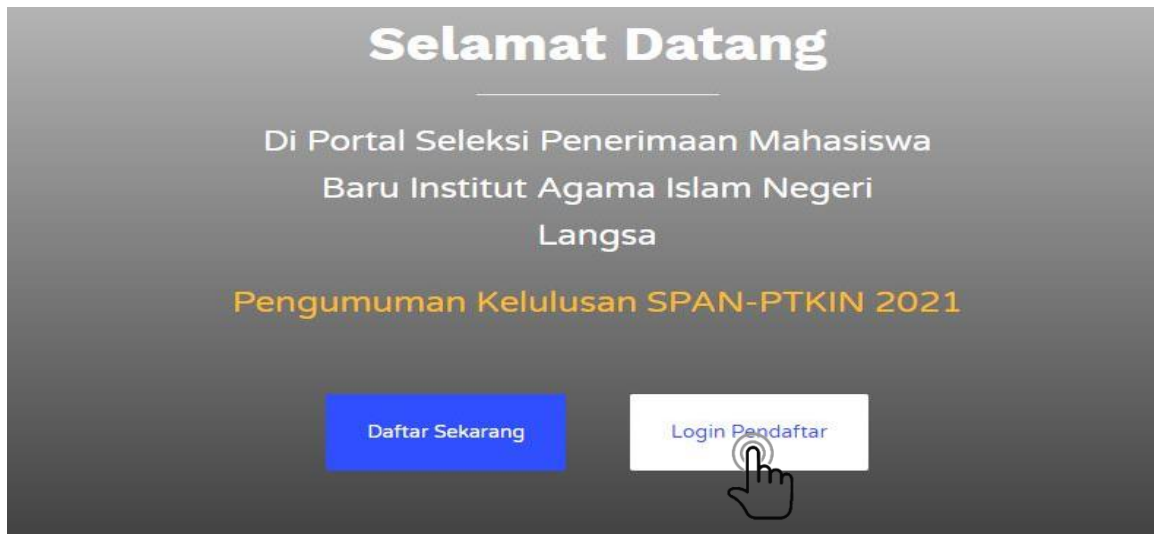 Selamat Datang
Di Portal Seleksi Penerimaan Mahasiswa
Baru Institut Agama Islam Negeri
Langsa
Pengumuman Kelulusan SPAN-PTKIN 2021
Daftar Sekarang
Login Pendaftar